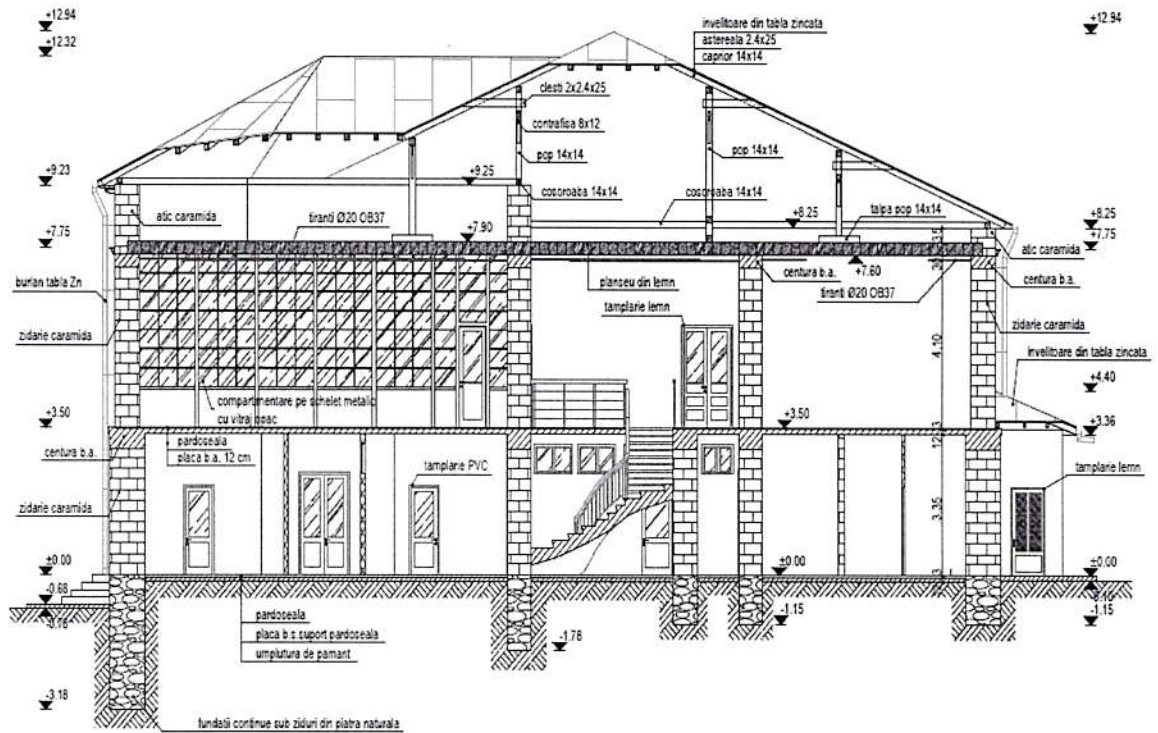 +12.94
+12.94
+12.32
invelitoare din tabla zincata
astereala 2.4x25
caprior 14x14
clesti 2x2.4x25
contrafisa 8x12
pop 14x14
pop 14x14
+9.23
+9.25
cosoroaba 14x14
cosoroaba 14x14
atic caramida
tiranti Ø20 OB37
talpa pop 14x14
+8.25
+8.25
+7.75
+7.90
+7.75
atic caramida
+7.60
centura b.a.
centura b.a.
planseu din lemn
tiranti Ø20 OB37
burlan tabla Zn
tamplarie lemn
zidarie caramida
zidarie caramida
4.10
invelitoare din tabla zincata
compartimentare pe schelet metalic
cu vitraj opac
+4.40
+3.50
+3.50
+3.36
pardoseala
placa b.a. 12 cm
centura b.a.
tamplarie PVC
tamplarie lemn
zidarie caramida
3.35
±0.00
±0.00
±0.00
-0.68
-0.78
-1.15
-1.15
pardoseala
placa b.s.suport pardoseala
umplutura de pamant
-1.78
-3.18
fundatii continue sub ziduri din piatra naturala